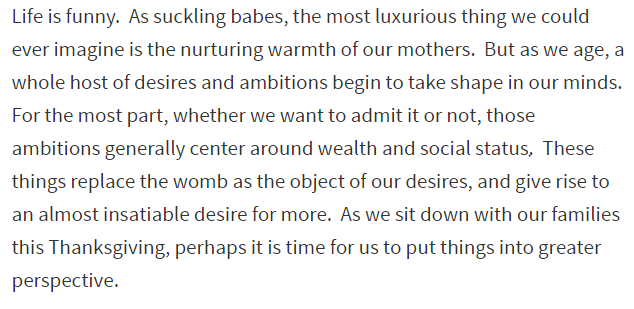 Life is funny.  As suckling babes, the most luxurious thing we could
ever imagine is the nurturing warmth of our mothers.  But as we age, a
whole host of desires and ambitions begin to take shape in our minds.
For the most part, whether we want to admit it or not, those
ambitions generally center around wealth and social status,  These
things replace the womb as the object of our desires, and give rise to
an almost insatiable desire for more.  As we sit down with our families
this Thanksgiving, perhaps it is time for us to put things into greater
perspective.